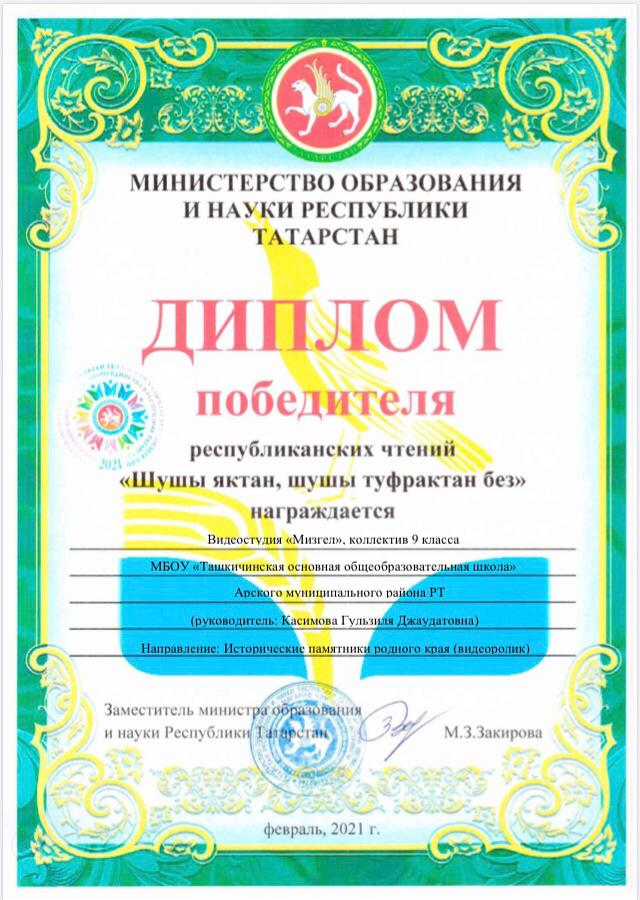 ТАТАРСТАН
МИНИСТЕРСТВО ОБРАЗОВАНИЯ
И НАУКИ РЕСПУБЛИКИ
ТАТАРСТАН
ДИПЛОМ
победителя
2021
республиканских чтений
«Шушы яктан, шушы туфрактан без»
награждается
Видеостудия «Мизгел», коллектив 9 класса
МБОУ «Ташкичинская основная общеобразовательная школа»
Арского муниципального района РТ
(руководитель: Касимова Гульзиля Джаудатовна)
Направление: Исторические памятники родного края (видеоролик)
Заместитель министра образования
и науки Республики Татарстан
М.З.Закирова
февраль, 2021 г.